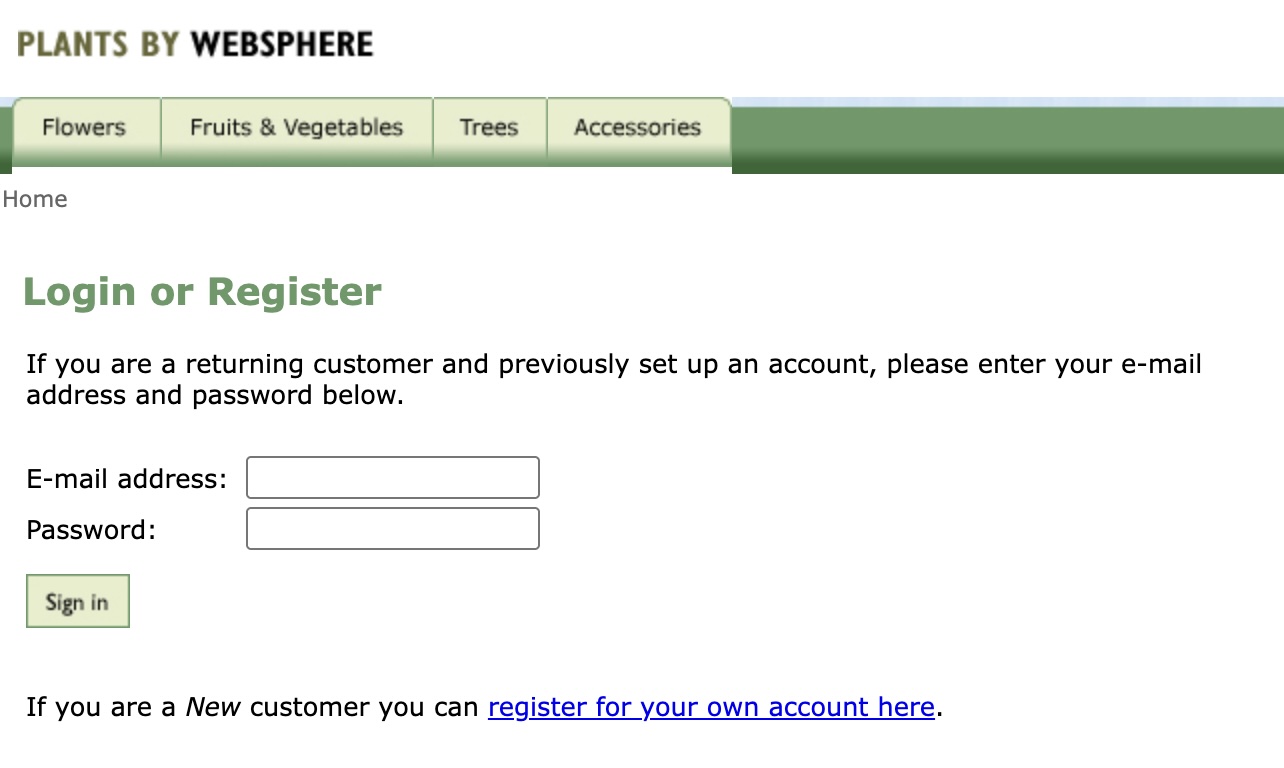 PLANTS BY WEBSPHERE
Flowers Fruits & Vegetables Trees Accessories
Home
Login or Register
If you are a returning customer and previously set up an account, please enter your e-mail
address and password below.
E-mail address:
Password:
Sign in
If you are a New customer you can register for your own account here.